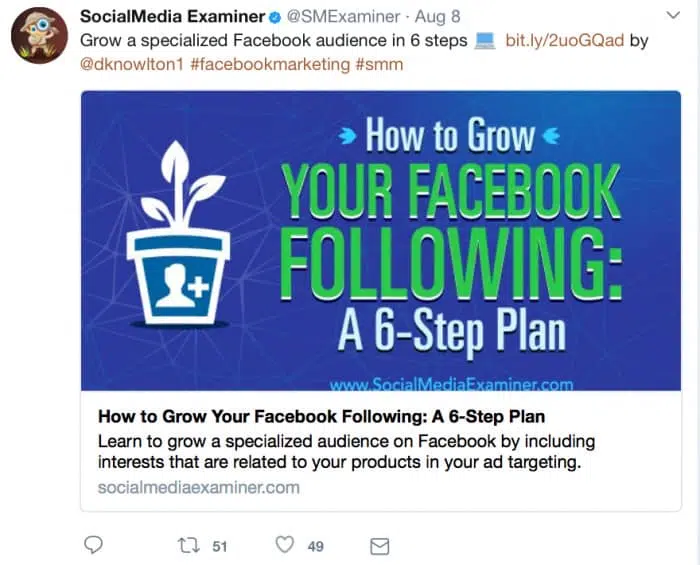 SocialMedia Examiner @SMExaminer · Aug 8
Grow a specialized Facebook audience in 6 steps 💻 bit.ly/2uoGQad by
@dknowlton1 #facebookmarketing #smm
How to Grow
YOUR FACEBOOK
FOLLOWING:
A 6-Step Plan
www.SocialMediaExaminer.com
How to Grow Your Facebook Following: A 6-Step Plan
Learn to grow a specialized audience on Facebook by including
interests that are related to your products in your ad targeting.
socialmediaexaminer.com
51 49